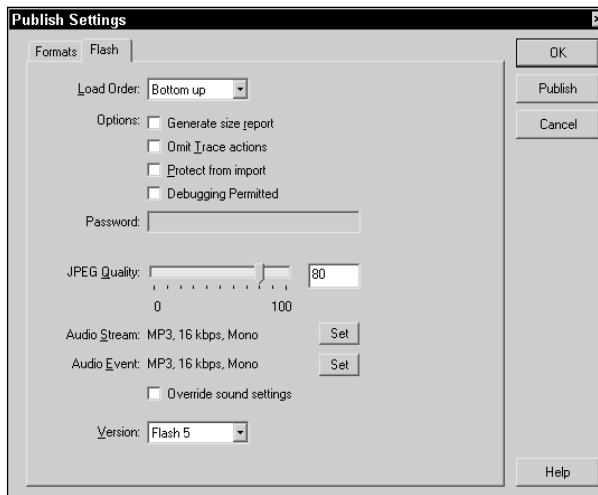 Publish Settings
Formats Flash
OK
Load Order: Bottom up
Publish
Options: Generate size report
Cancel
Omit Trace actions
Protect from import
Debugging Permitted
Password:
JPEG Quality: 80
0 100
Audio Stream: MP3, 16 kbps, Mono Set
Audio Event: MP3, 16 kbps, Mono Set
Override sound settings
Version: Flash 5
Help